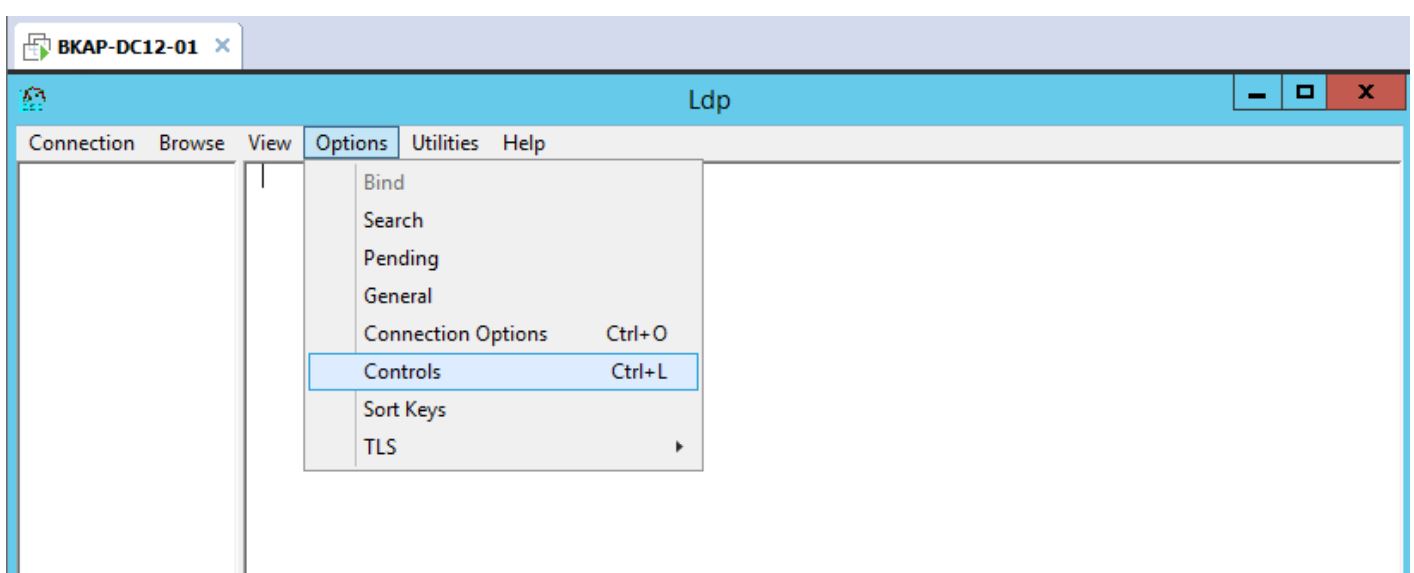 BKAP-DC12-01 ×
Ldp
Connection Browse View Options Utilities Help
Bind
Search
Pending
General
Connection Options Ctrl+O
Controls Ctrl+L
Sort Keys
TLS